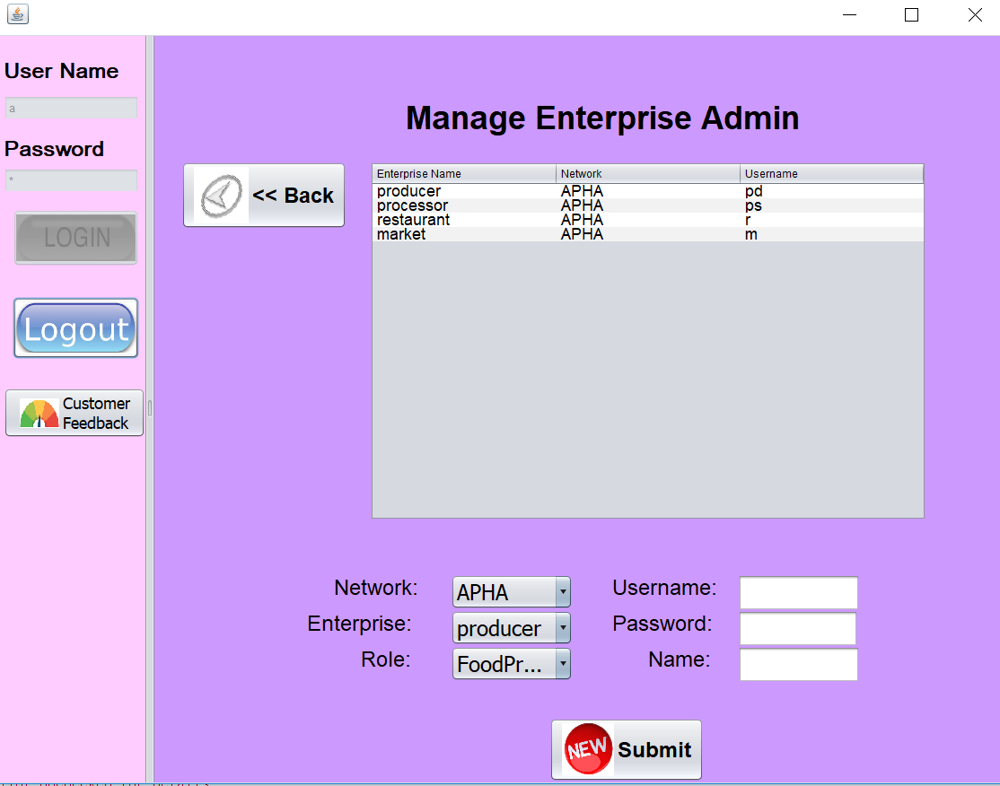 User Name
a
Password
*
LOGIN
Logout
Customer
Feedback
Manage Enterprise Admin
<< Back
Enterprise Name Network Username
producer APHA pd
processor APHA ps
restaurant APHA r
market APHA m
Network: APHA Username:
Enterprise: producer Password:
Role: FoodPr... Name:
NEW Submit